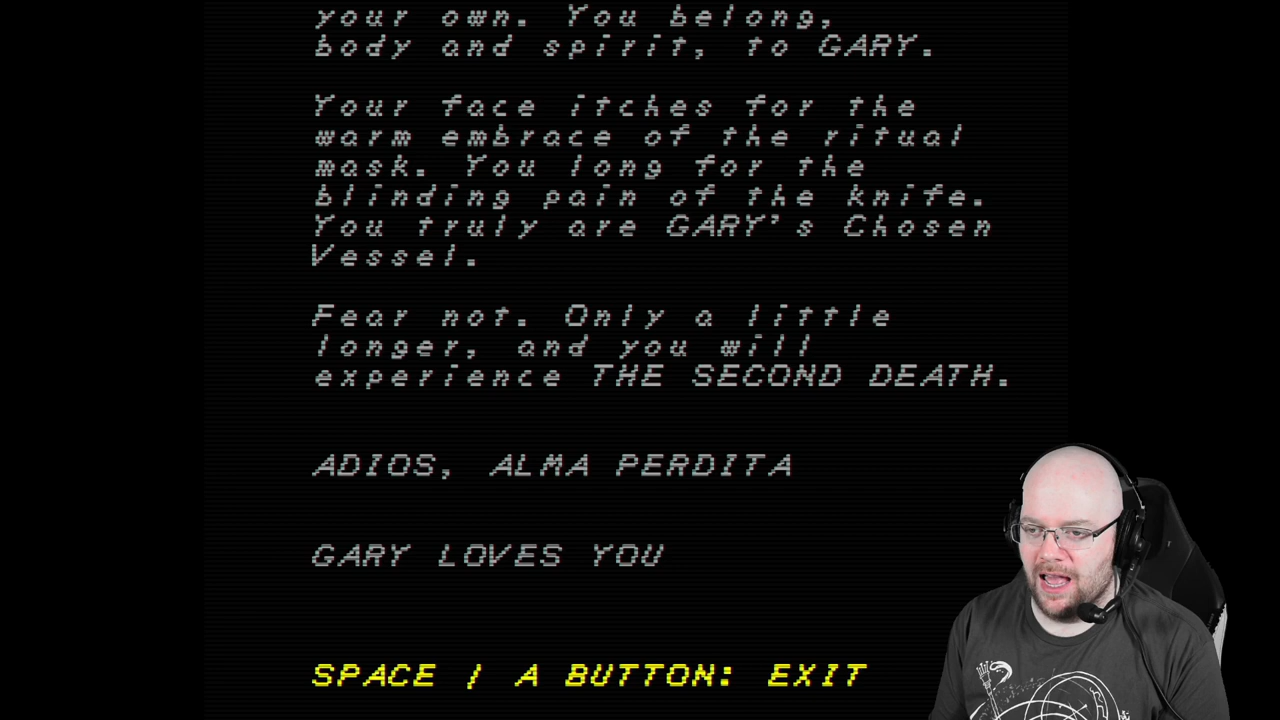 your own. You belong,
body and spirit, to GARY.
Your face itches for the
warm embrace of the ritual
mask. You long for the
blinding pain of the knife.
You truly are GARY's Chosen
Vessel.
Fear not. Only a little
longer, and you will
experience THE SECOND DEATH.
ADIOS, ALMA PERDITA
GARY LOVES YOU
SPACE / A BUTTON: EXIT